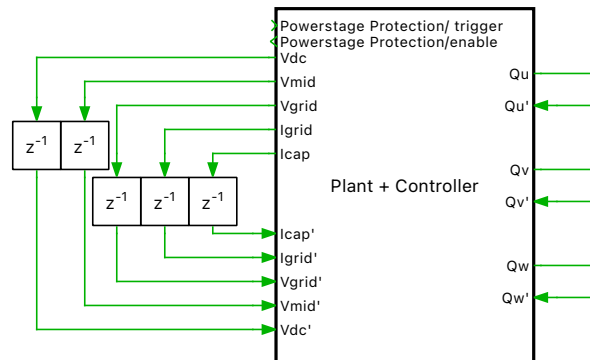 Powerstage Protection/ trigger
Powerstage Protection/enable
Vdc
Vmid
Vgrid
Igrid
Icap
z⁻¹ z⁻¹
z⁻¹ z⁻¹ z⁻¹
Plant + Controller
Icap'
Igrid'
Vgrid'
Vmid'
Vdc'
Qu
Qu'
Qv
Qv'
Qw
Qw'